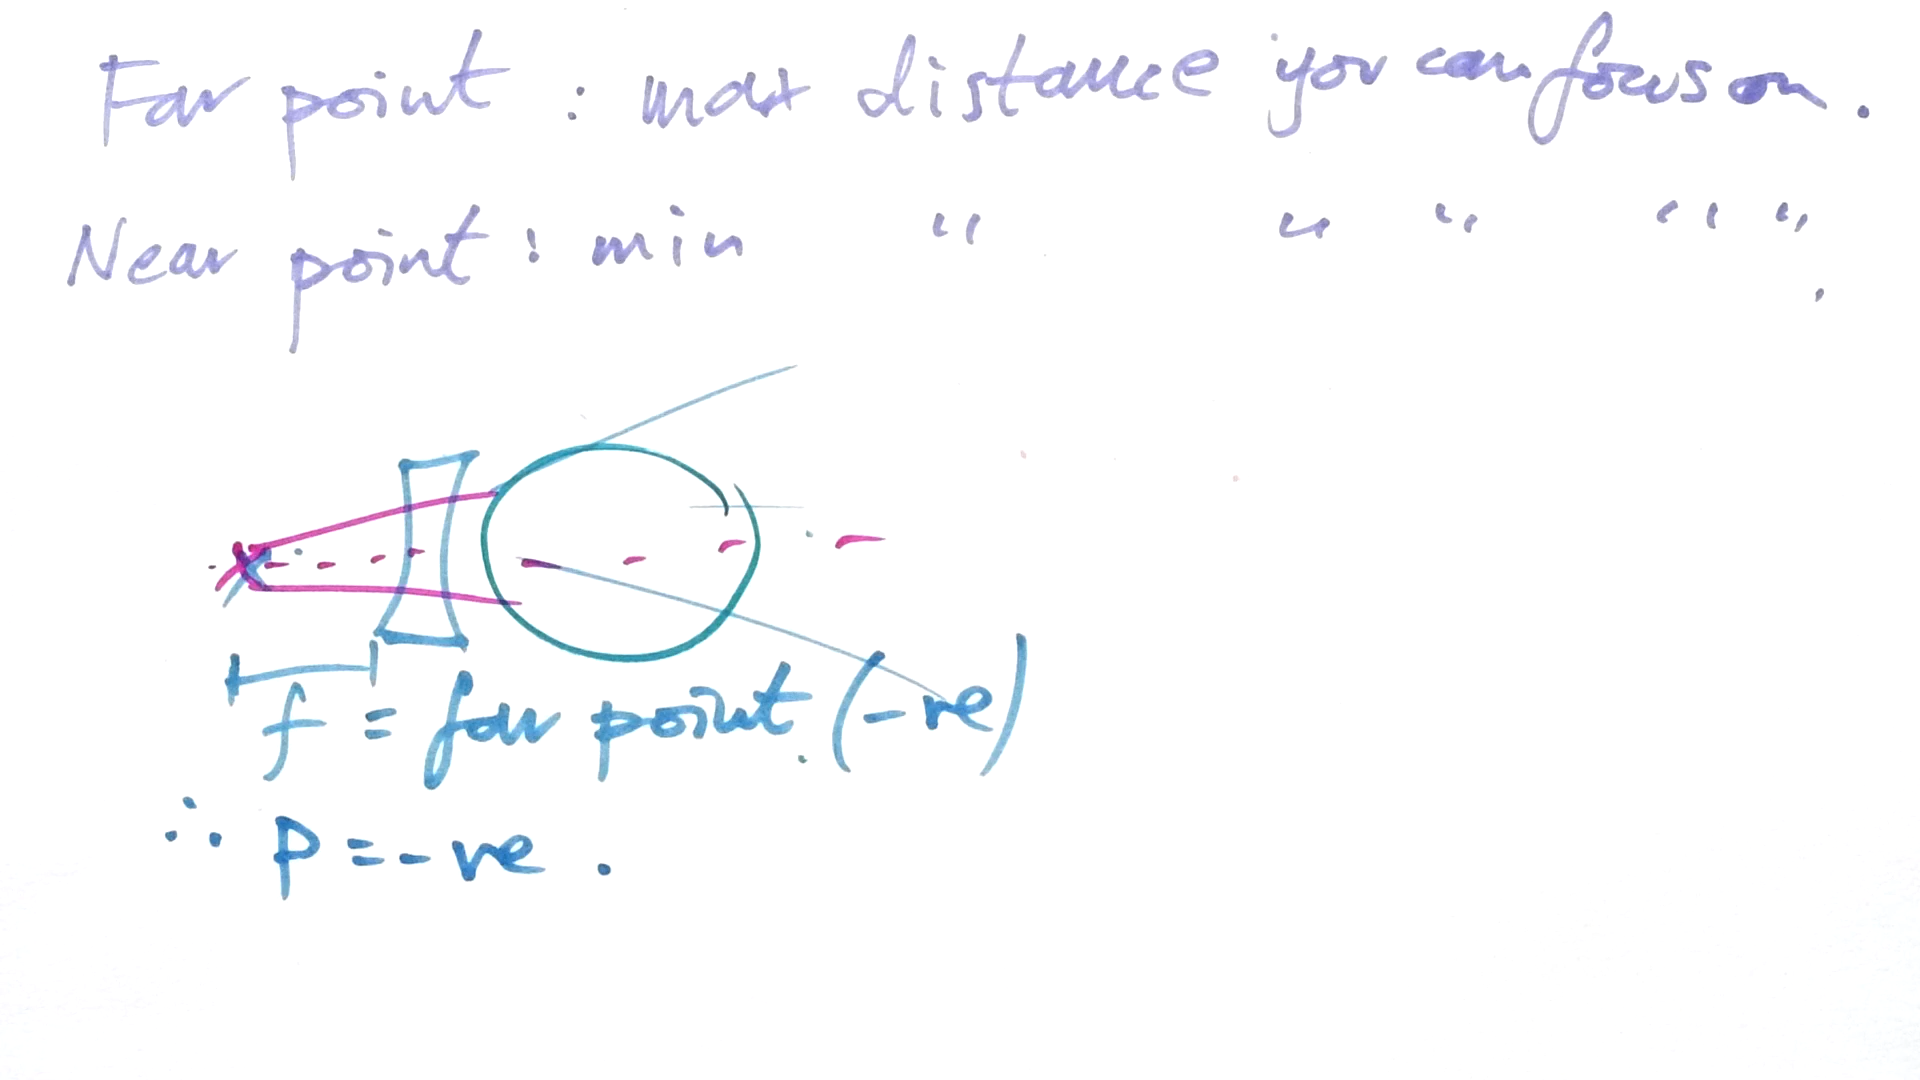 Far point : max distance you can focus on.
Near point : min " " " " ".
f = far point (-ve)
∴ P = -ve.